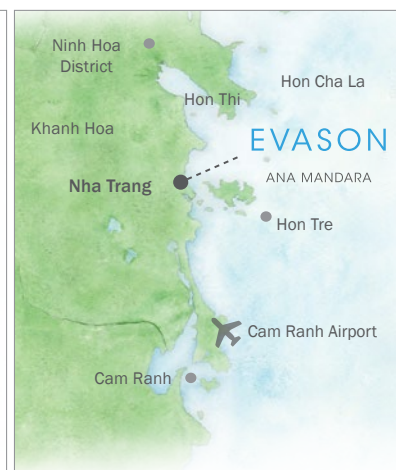 Ninh Hoa
District
Hon Cha La
Hon Thi
Khanh Hoa
EVASON
ANA MANDARA
Nha Trang
Hon Tre
Cam Ranh Airport
Cam Ranh